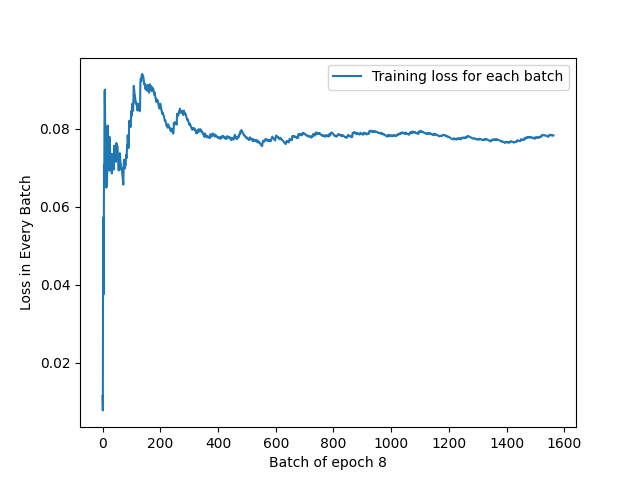 Training loss for each batch
Loss in Every Batch
0.08
0.06
0.04
0.02
0 200 400 600 800 1000 1200 1400 1600
Batch of epoch 8